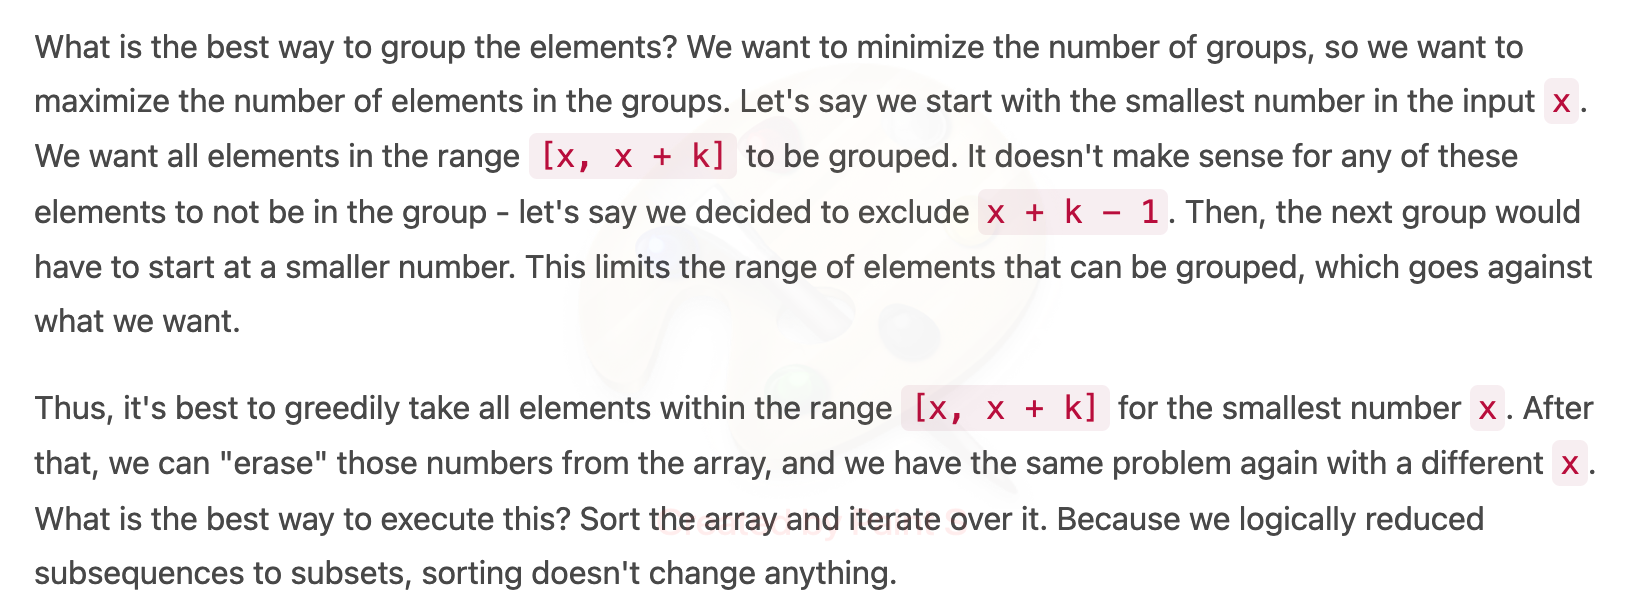 What is the best way to group the elements? We want to minimize the number of groups, so we want to
maximize the number of elements in the groups. Let's say we start with the smallest number in the input x.
We want all elements in the range [x, x + k] to be grouped. It doesn't make sense for any of these
elements to not be in the group - let's say we decided to exclude x + k - 1. Then, the next group would
have to start at a smaller number. This limits the range of elements that can be grouped, which goes against
what we want.
Thus, it's best to greedily take all elements within the range [x, x + k] for the smallest number x. After
that, we can "erase" those numbers from the array, and we have the same problem again with a different x.
What is the best way to execute this? Sort the array and iterate over it. Because we logically reduced
Created by Paint S
subsequences to subsets, sorting doesn't change anything.